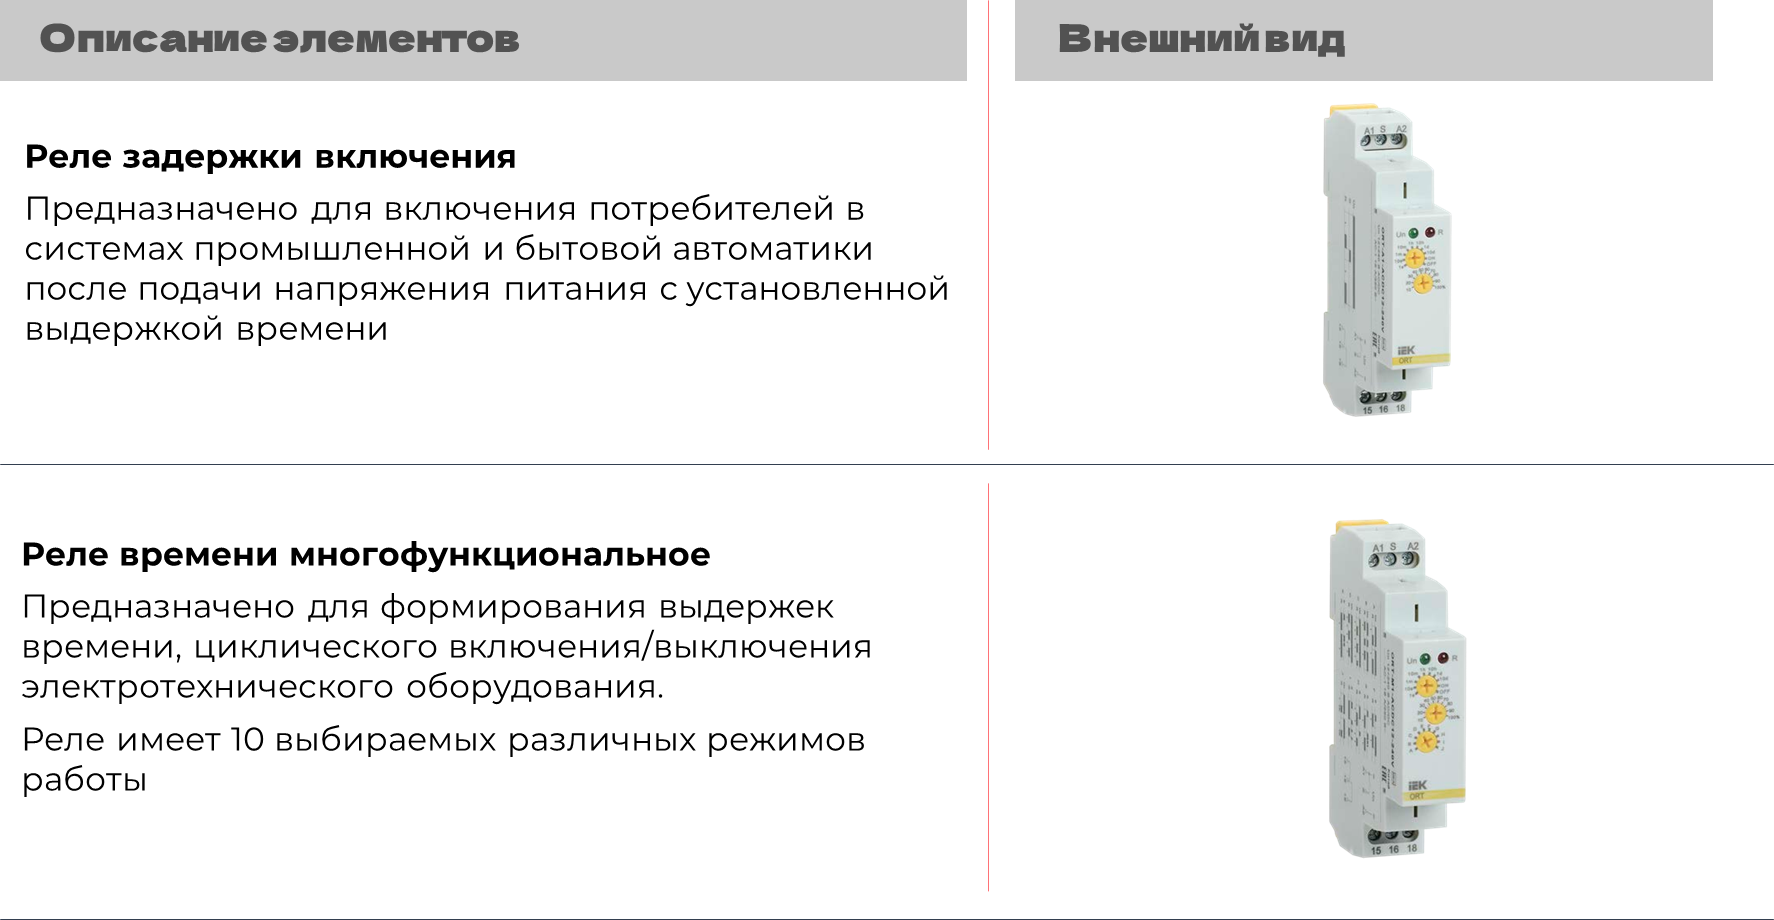 Описание элементов
Внешний вид
Реле задержки включения
Предназначено для включения потребителей в
системах промышленной и бытовой автоматики
после подачи напряжения питания с установленной
выдержкой времени
A1 S A2
Un R
IEK
ORT
15 16 18
Реле времени многофункциональное
Предназначено для формирования выдержек
времени, циклического включения/выключения
электротехнического оборудования.
Реле имеет 10 выбираемых различных режимов
работы
A1 S A2
Un R
IEK
ORT
15 16 18